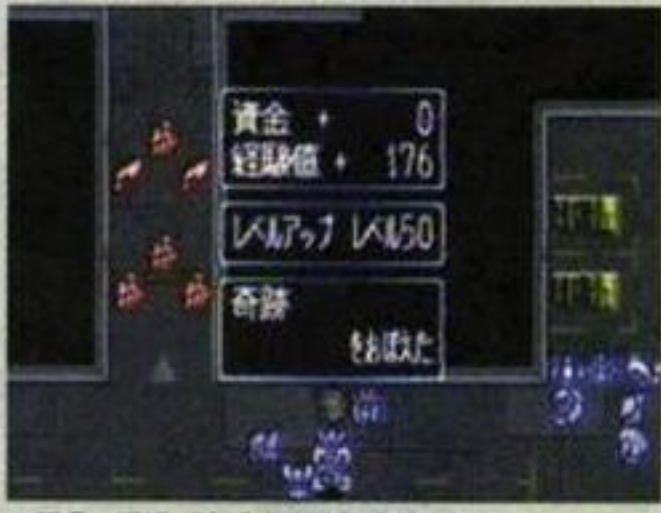 資金 + 0
経験値 + 176
レベルアップ レベル50
奇跡
をおぼえた